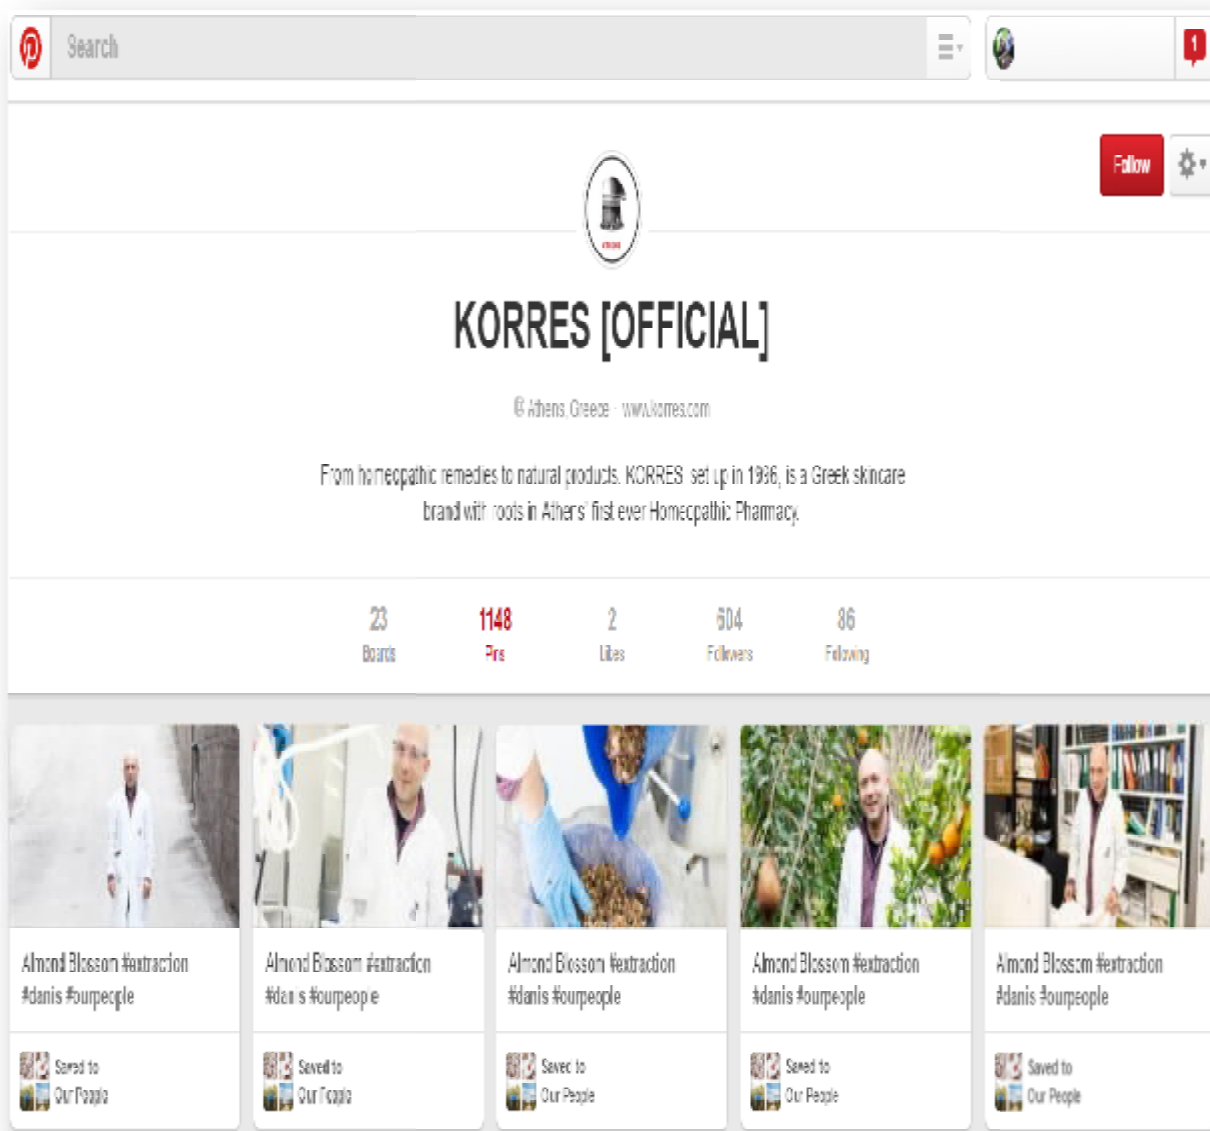 Search
1
Follow
KORRES [OFFICIAL]
Athens, Greece · www.korres.com
From homeopathic remedies to natural products. KORRES, set up in 1996, is a Greek skincare
brand with roots in Athens' first ever Homeopathic Pharmacy.
23 1148 2 604 86
Boards Pins Likes Followers Following
Almond Blossom #extraction
#danis #ourpeople
Saved to
Our People
Almond Blossom #extraction
#danis #ourpeople
Saved to
Our People
Almond Blossom #extraction
#danis #ourpeople
Saved to
Our People
Almond Blossom #extraction
#danis #ourpeople
Saved to
Our People
Almond Blossom #extraction
#danis #ourpeople
Saved to
Our People